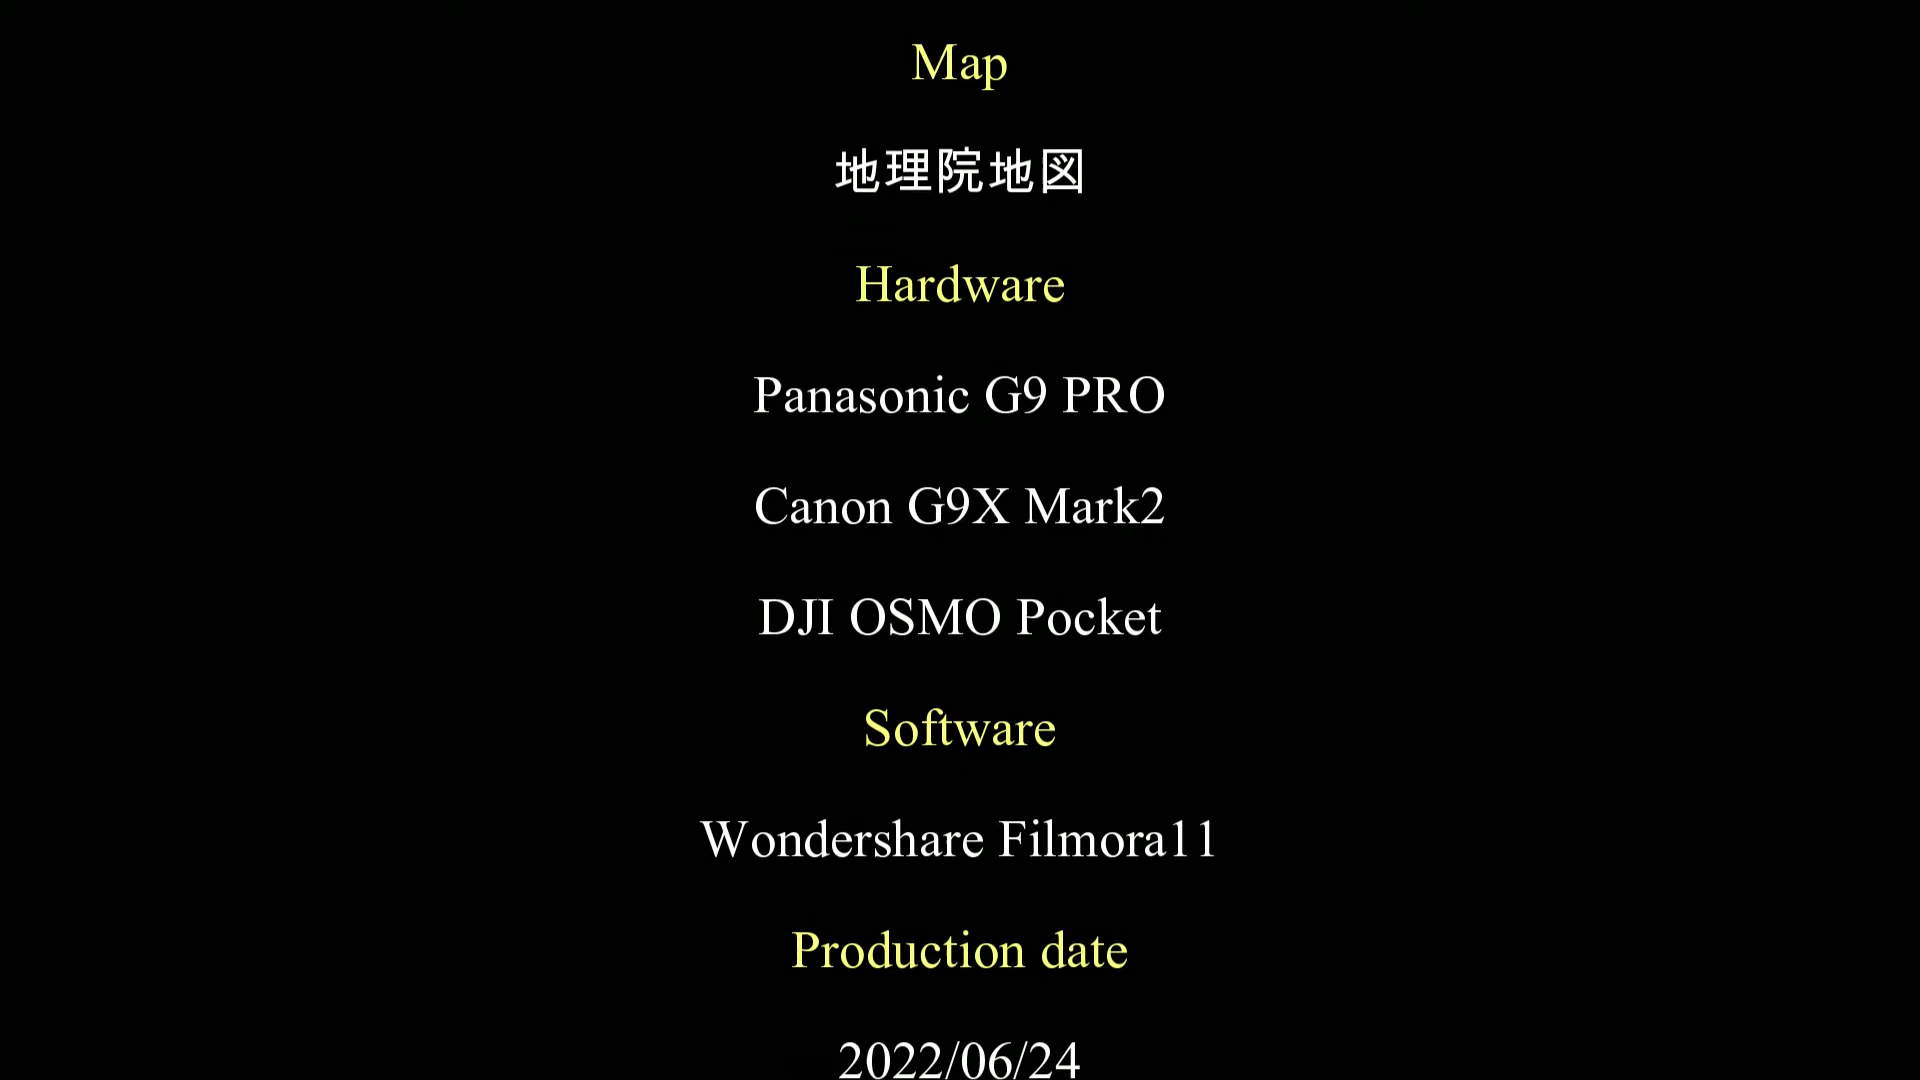 Map
地理院地図
Hardware
Panasonic G9 PRO
Canon G9X Mark2
DJI OSMO Pocket
Software
Wondershare Filmora11
Production date
2022/06/24